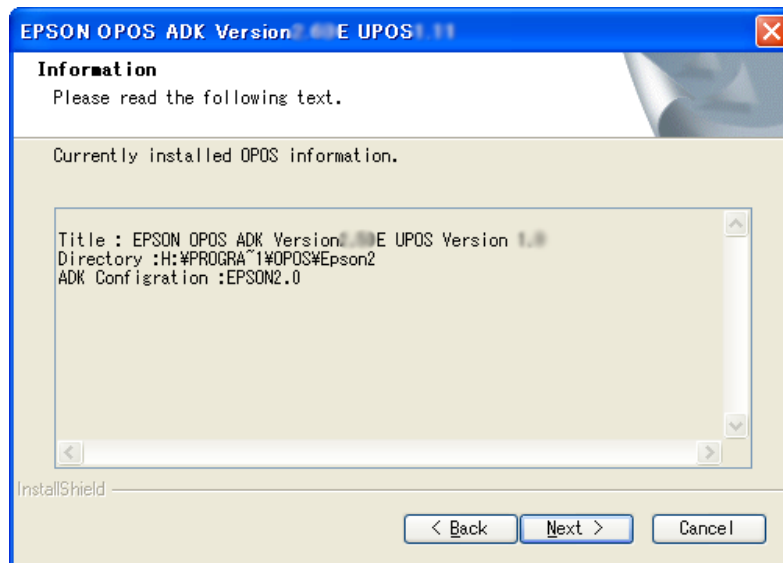 EPSON OPOS ADK Version E UPOS
Information
Please read the following text.
Currently installed OPOS information.
Title : EPSON OPOS ADK Version E UPOS Version
Directory :H:¥PROGRA~1¥OPOS¥Epson2
ADK Configration :EPSON2.0
InstallShield
< Back
Next >
Cancel